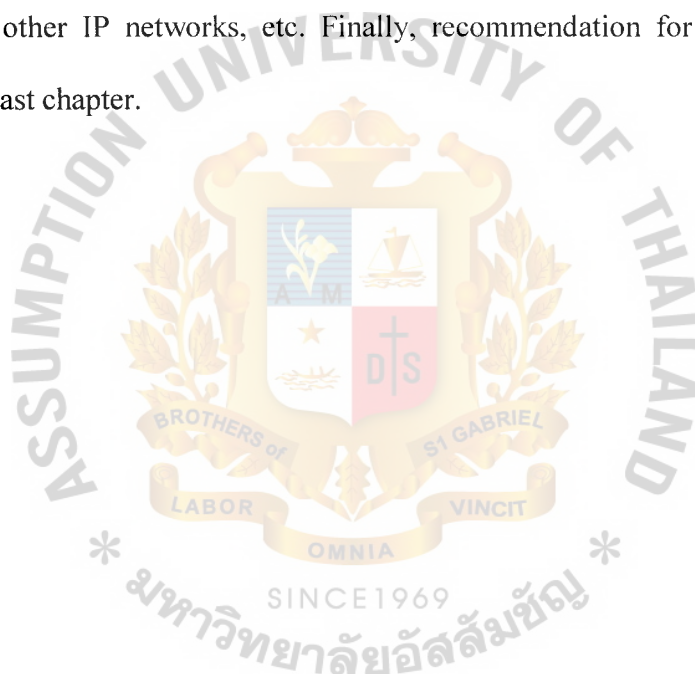 other IP networks, etc. Finally, recommendation for
ast chapter.
ASSUMPTION UNIVERSITY OF THAILAND
A M
D S
BROTHERS of S1 GABRIEL
LABOR OMNIA VINCIT
SINCE1969
* มหาวิทยาลัยอัสสัมชัญ *